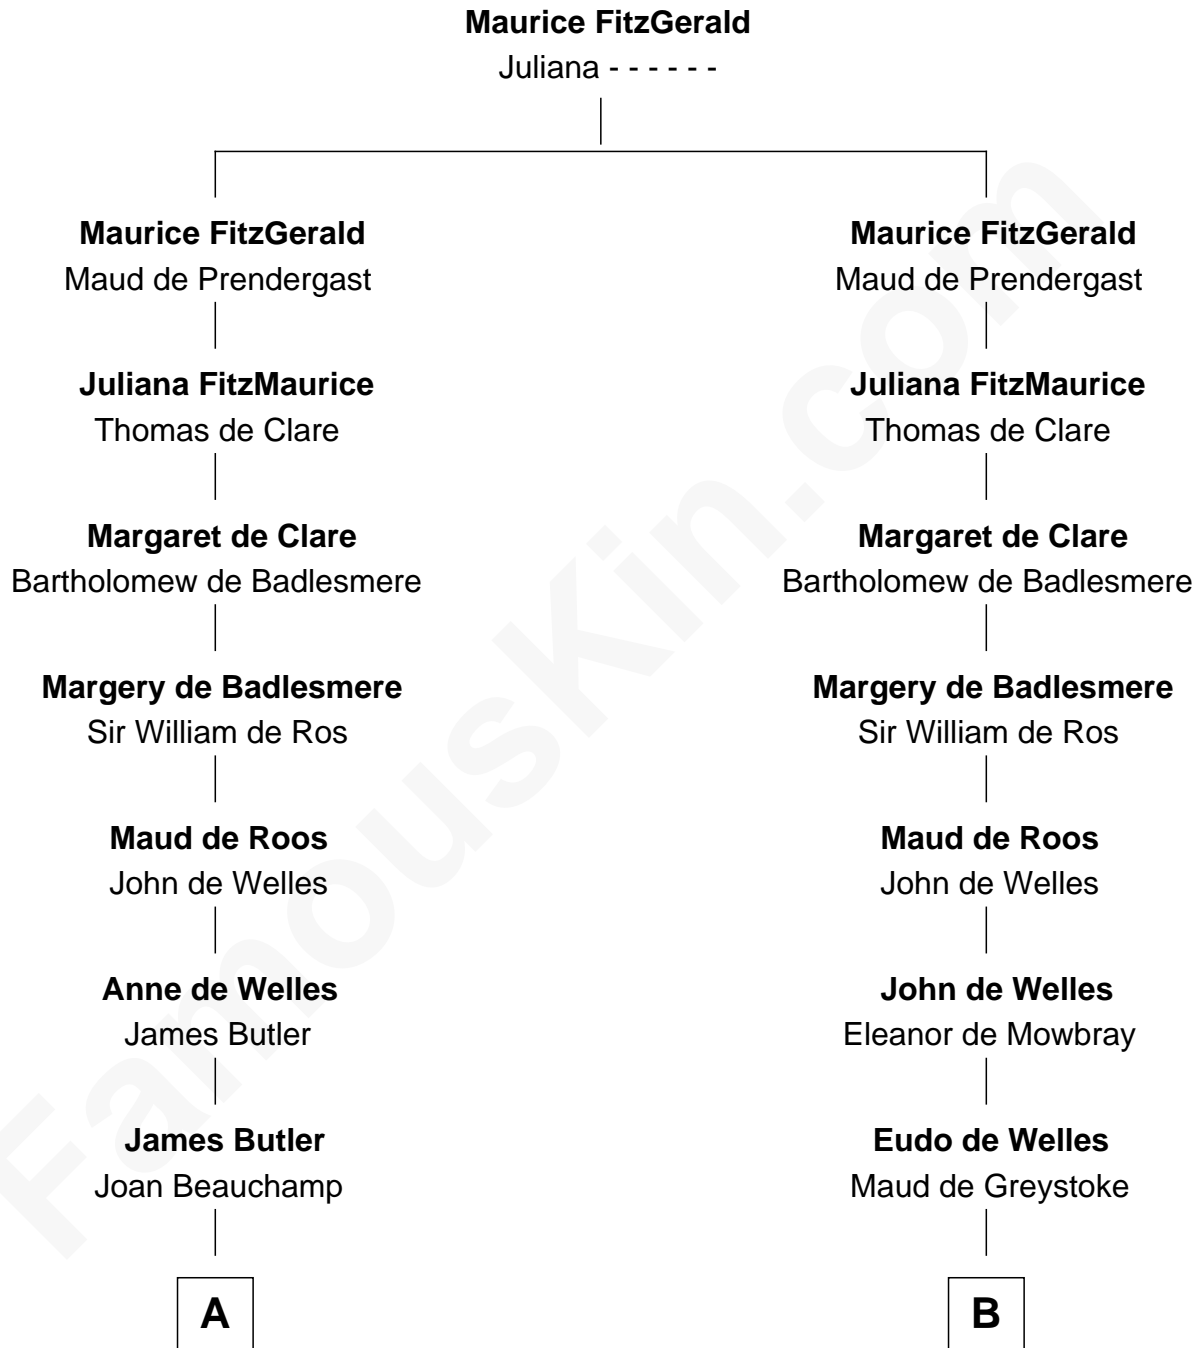 Maurice FitzGerald
Juliana - - - - - -
Maurice FitzGerald
Maud de Prendergast
Juliana FitzMaurice
Thomas de Clare
Margaret de Clare
Bartholomew de Badlesmere
Margery de Badlesmere
Sir William de Ros
Maud de Roos
John de Welles
Anne de Welles
James Butler
James Butler
Joan Beauchamp
A
Maurice FitzGerald
Maud de Prendergast
Juliana FitzMaurice
Thomas de Clare
Margaret de Clare
Bartholomew de Badlesmere
Margery de Badlesmere
Sir William de Ros
Maud de Roos
John de Welles
John de Welles
Eleanor de Mowbray
Eudo de Welles
Maud de Greystoke
B
FamousKin.com